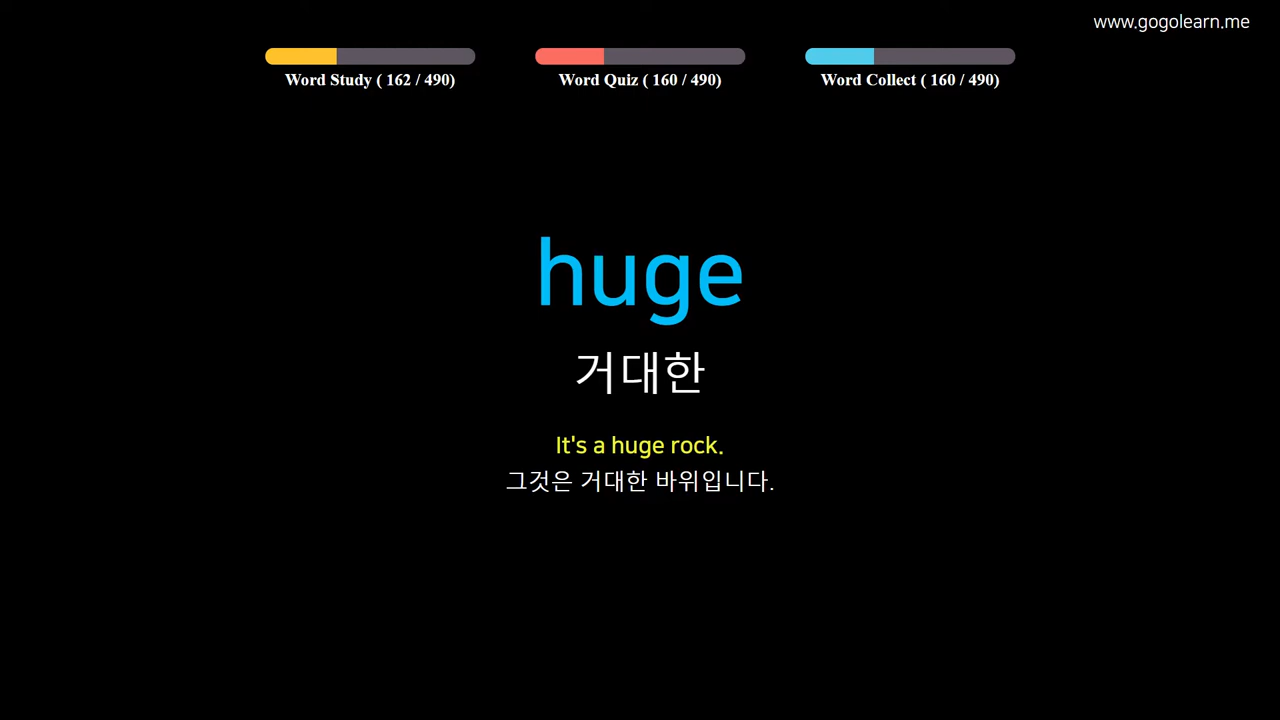 www.gogolearn.me
Word Study ( 162 / 490)
Word Quiz ( 160 / 490)
Word Collect ( 160 / 490)
huge
거대한
It's a huge rock.
그것은 거대한 바위입니다.